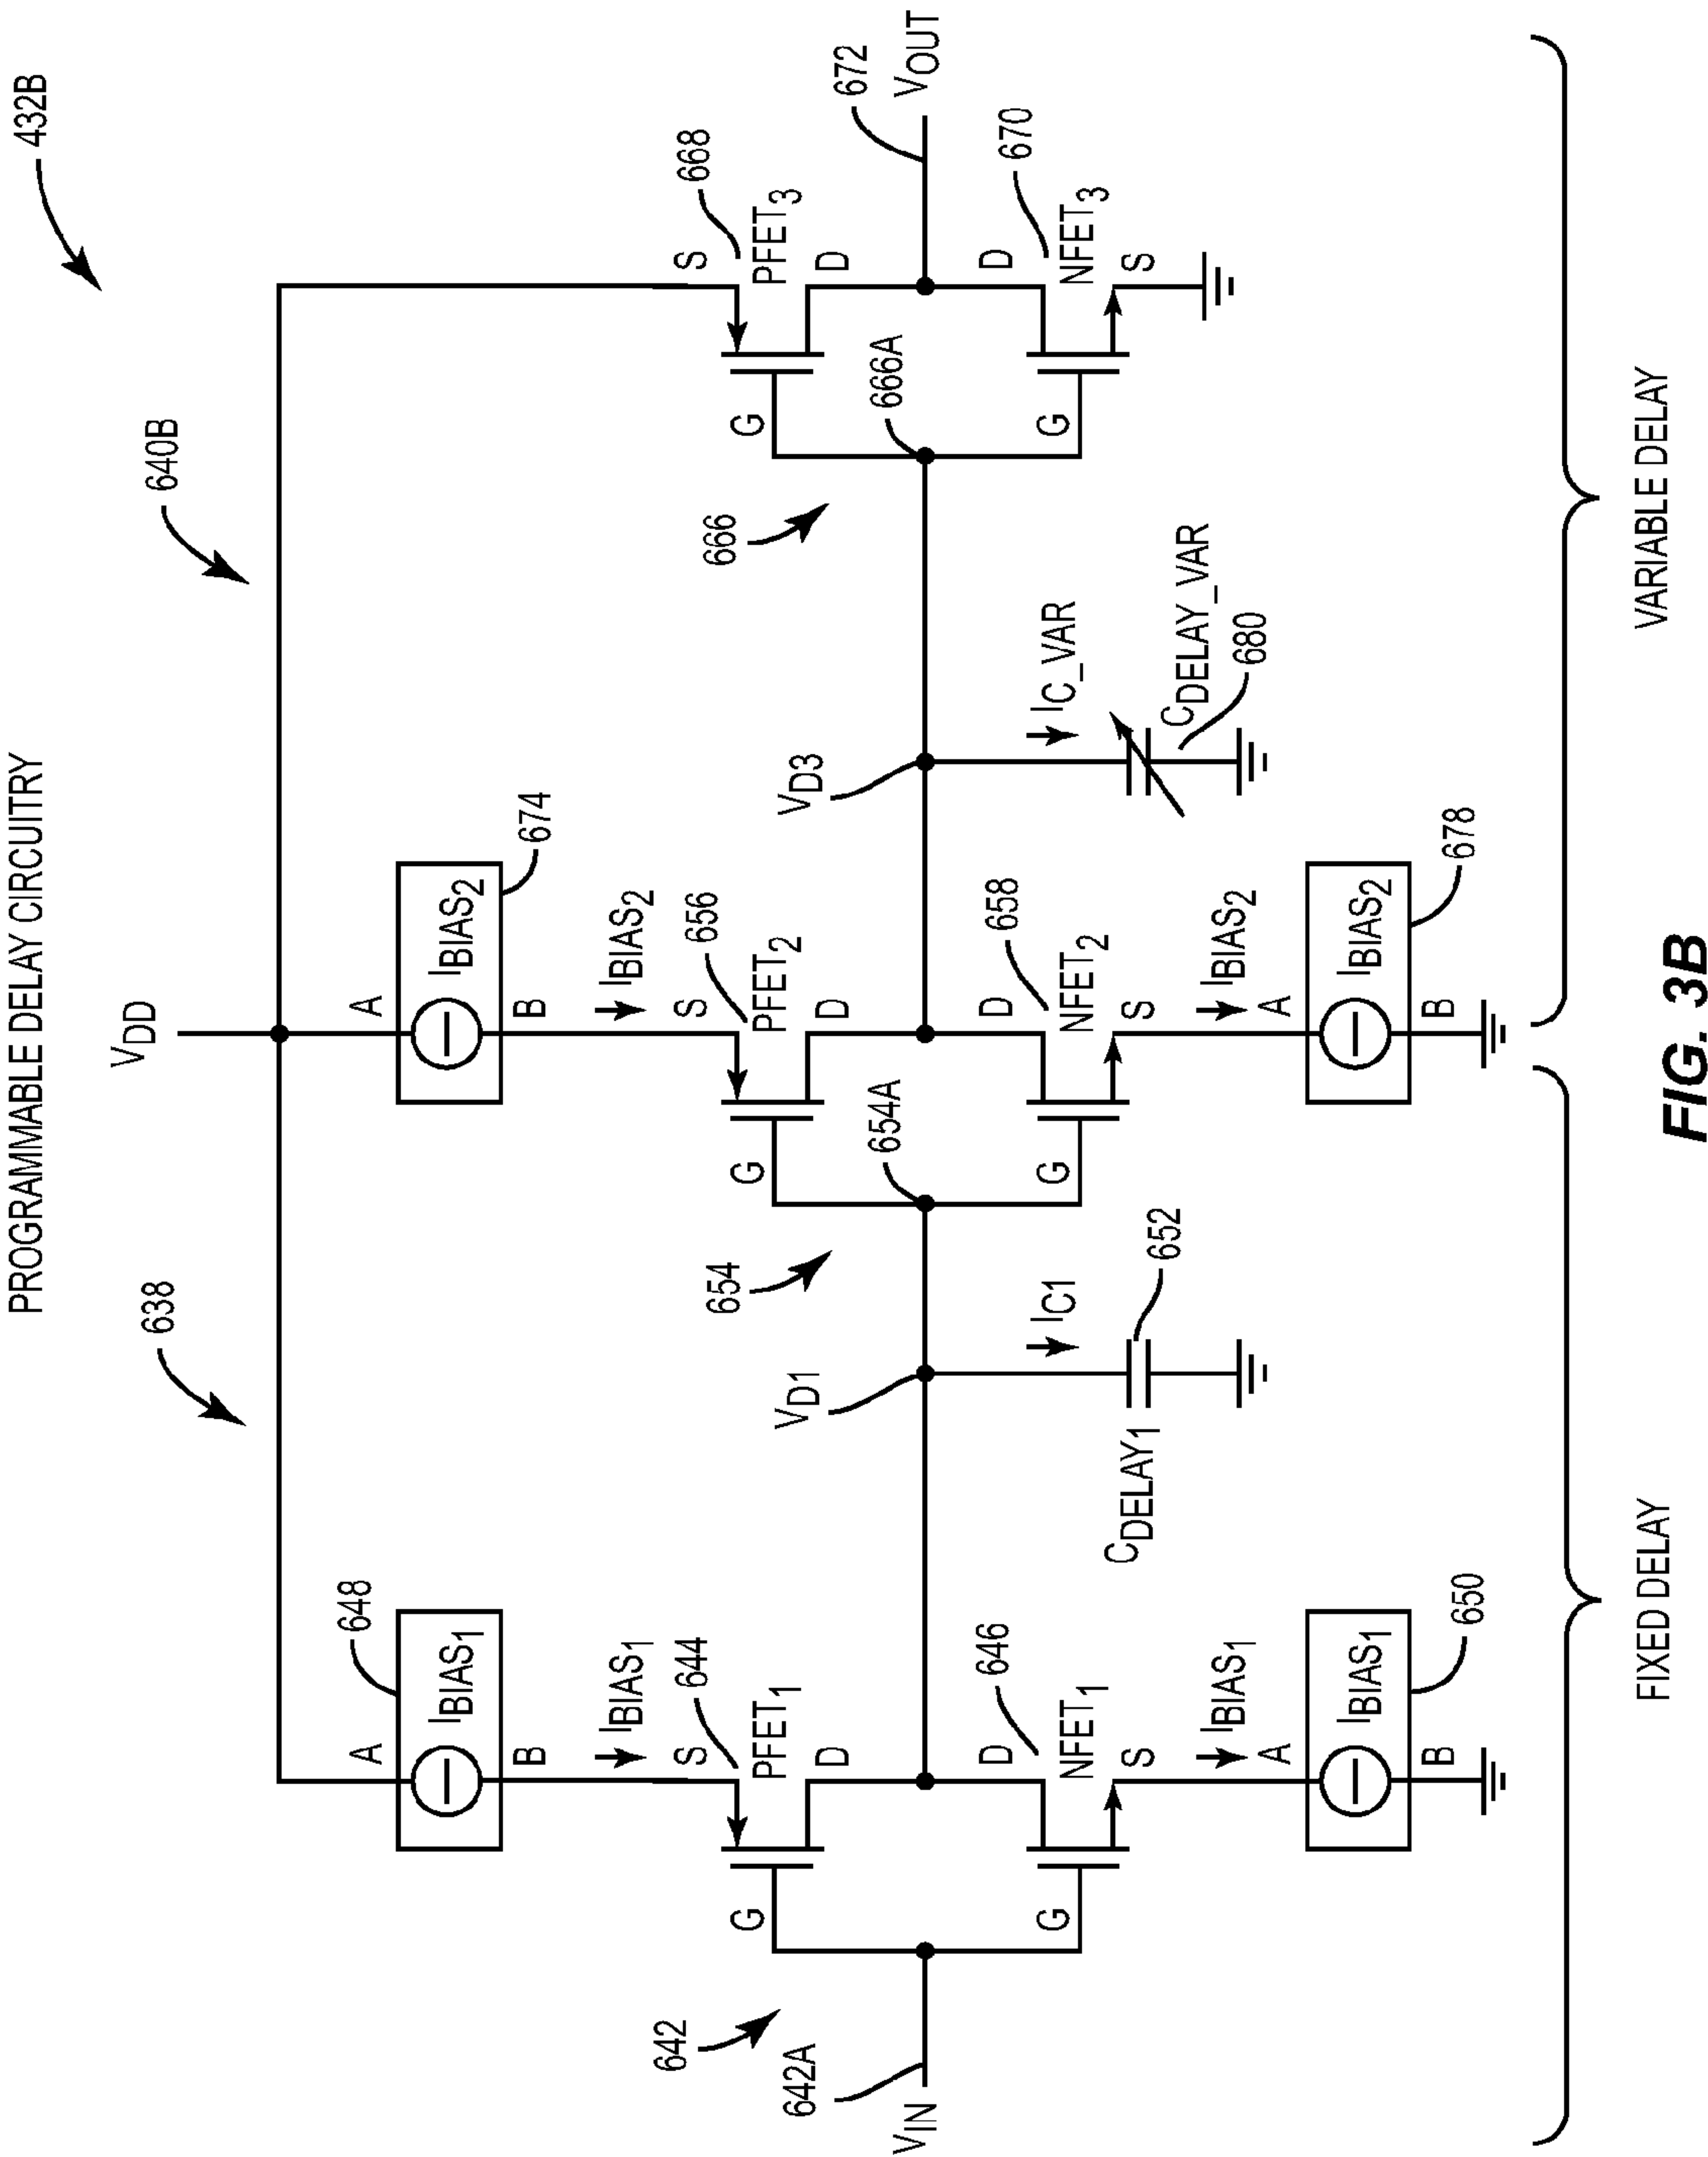 PROGRAMMABLE DELAY CIRCUITRY
432B
638
640B
VDD
648
A
IBIAS1
B
IBIAS1
A
674
IBIAS2
B
IBIAS2
644
S
PFET1
G
D
656
S
PFET2
G
D
668
S
PFET3
G
D
642
642A
VIN
VD1
654
654A
VD3
666
666A
672
VOUT
646
D
NFET1
G
S
IC1
652
CDELAY1
658
D
NFET2
G
S
IC_VAR
CDELAY_VAR
680
670
D
NFET3
G
S
IBIAS1
A
IBIAS1
B
650
IBIAS2
A
IBIAS2
B
678
FIXED DELAY
VARIABLE DELAY
FIG. 3B